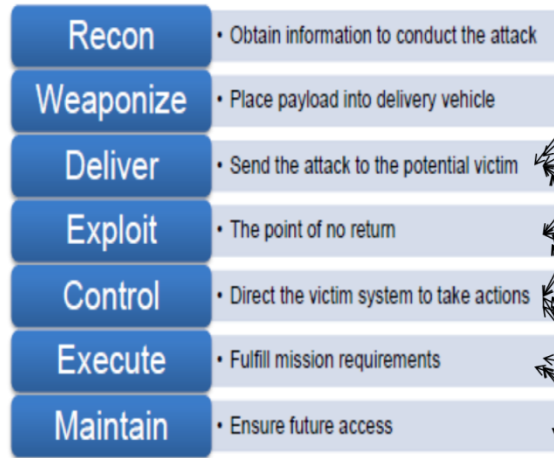 Recon
• Obtain information to conduct the attack
Weaponize
• Place payload into delivery vehicle
Deliver
• Send the attack to the potential victim
Exploit
• The point of no return
Control
• Direct the victim system to take actions
Execute
• Fulfill mission requirements
Maintain
• Ensure future access